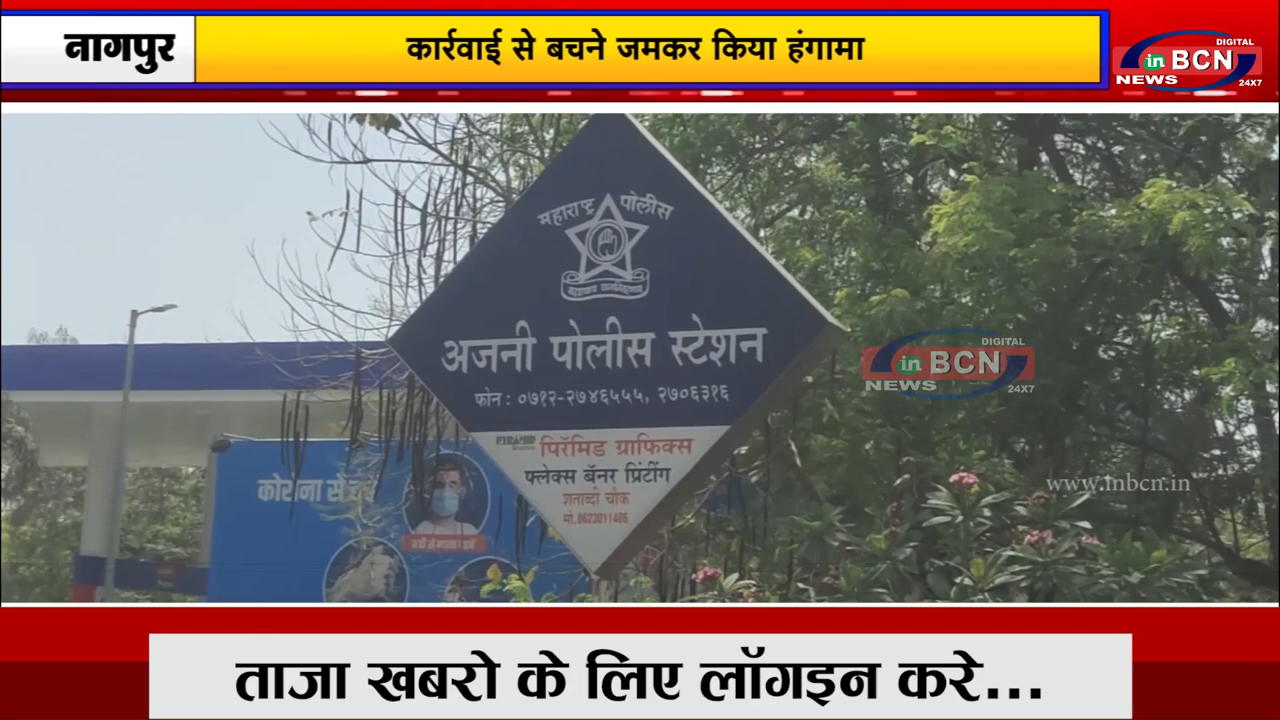 नागपुर
कार्रवाई से बचने जमकर किया हंगामा
DIGITAL
in BCN
NEWS 24X7
महाराष्ट्र पोलीस
अजनी पोलीस स्टेशन
फोन : ०७१२-२७४६५५५, २७०६३१६
PYRAMID
पिरॅमिड ग्राफिक्स
फ्लेक्स बॅनर प्रिंटींग
शताब्दी चौक
मो.8623011486
DIGITAL
in BCN
NEWS 24X7
कोरोना से
www.inbcn.in
ताजा खबरो के लिए लॉगइन करे...